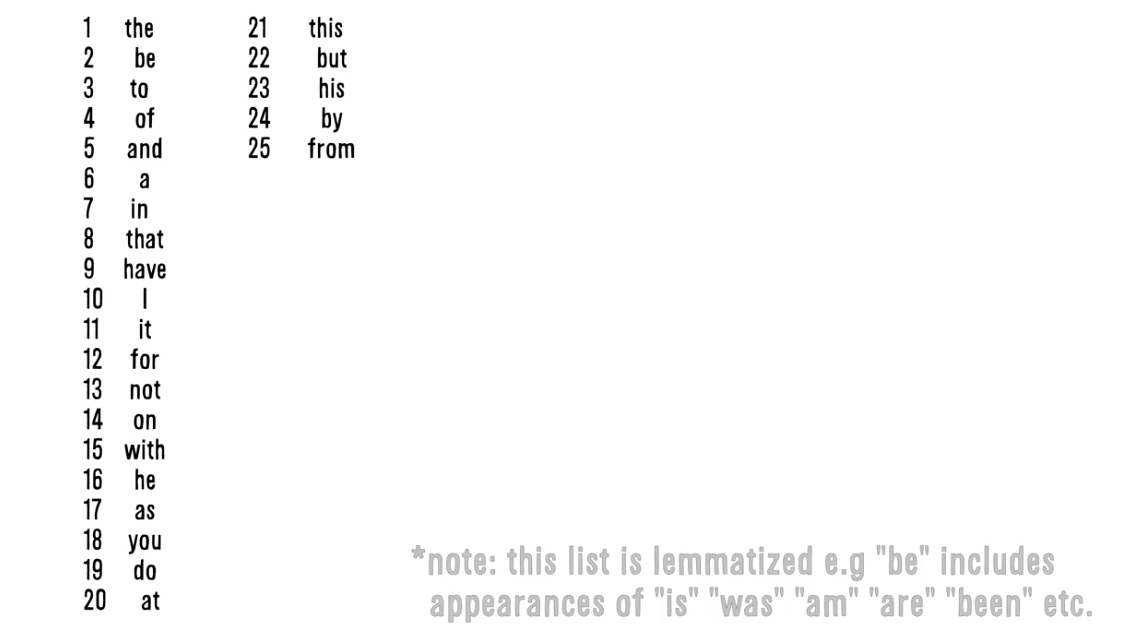 1 the
2 be
3 to
4 of
5 and
6 a
7 in
8 that
9 have
10 I
11 it
12 for
13 not
14 on
15 with
16 he
17 as
18 you
19 do
20 at
21 this
22 but
23 his
24 by
25 from
*note: this list is lemmatized e.g "be" includes
appearances of "is" "was" "am" "are" "been" etc.